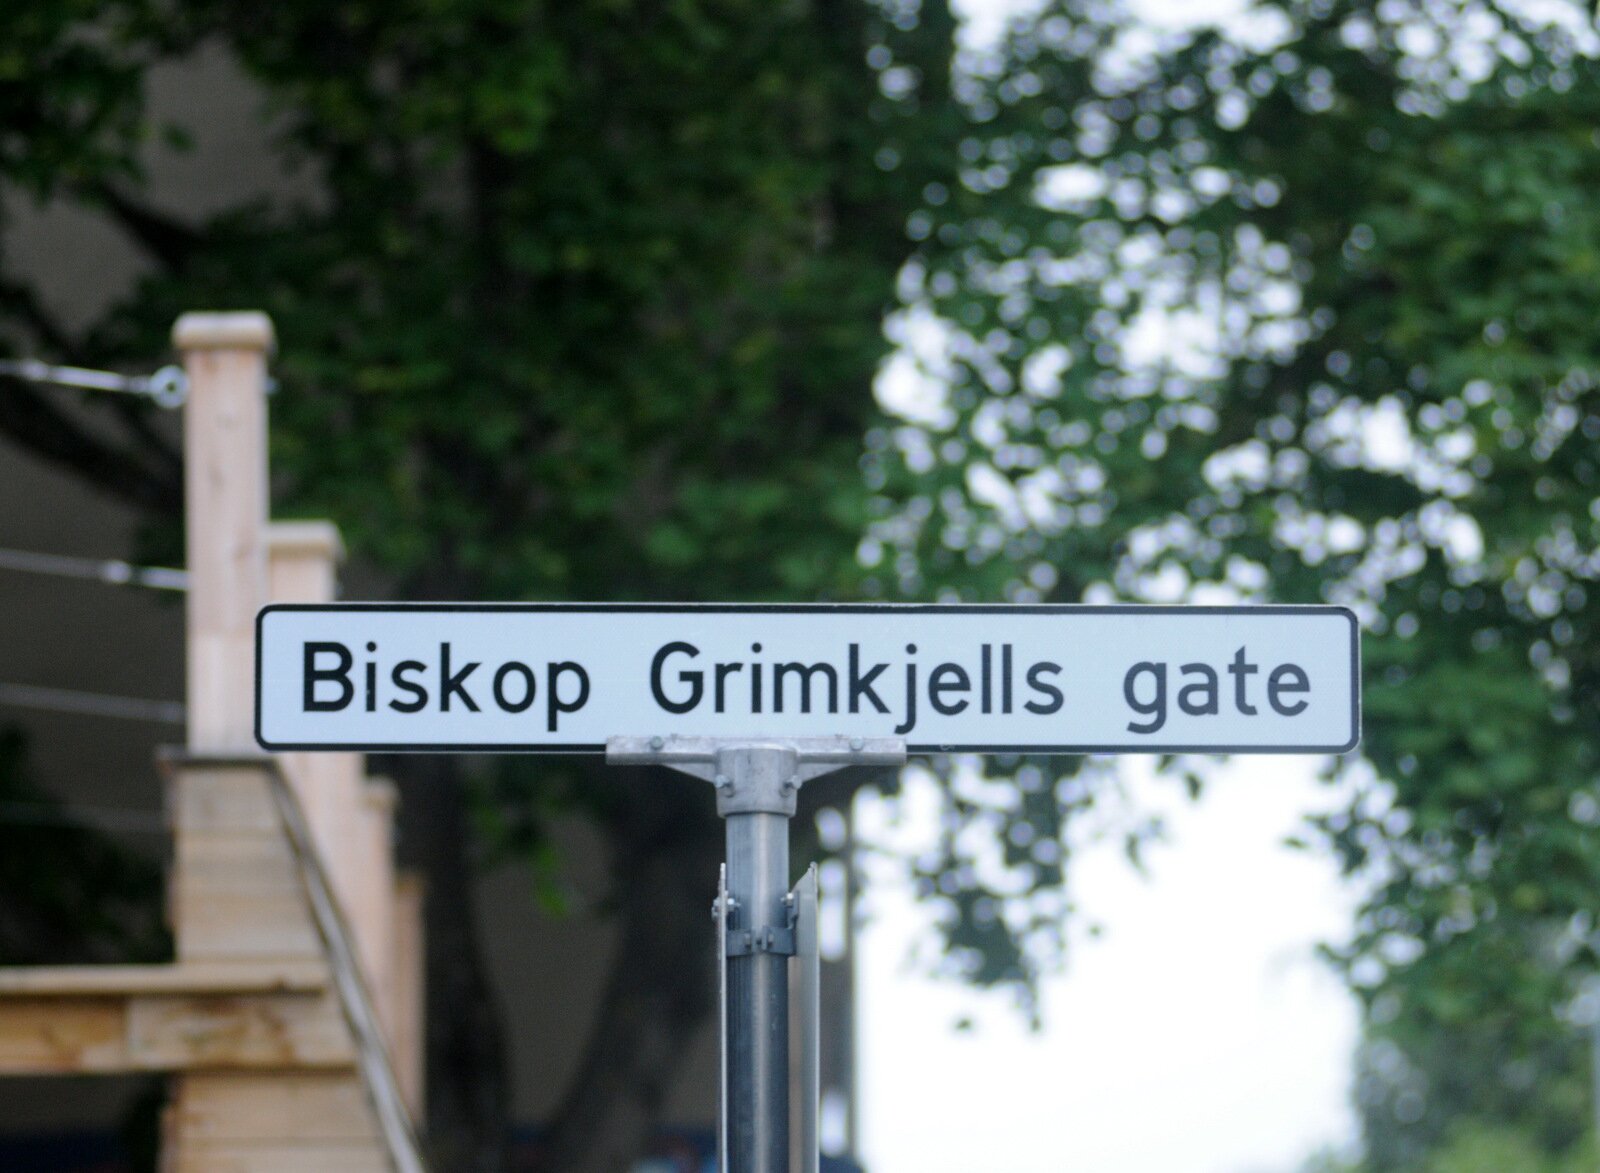 Biskop Grimkjells gate